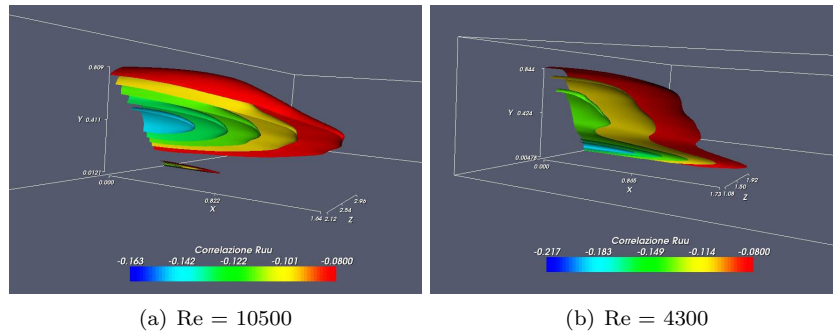 0.809
Y 0.411
0.0121
0.000
0.822
X
1.64
2.12
2.54
2.96
Z
Correlazione Ruu
-0.163 -0.142 -0.122 -0.101 -0.0800
(a) Re = 10500
0.844
Y 0.424
0.00476
0.000
0.866
X
1.73
1.08
1.50
1.92
Z
Correlazione Ruu
-0.217 -0.183 -0.149 -0.114 -0.0800
(b) Re = 4300